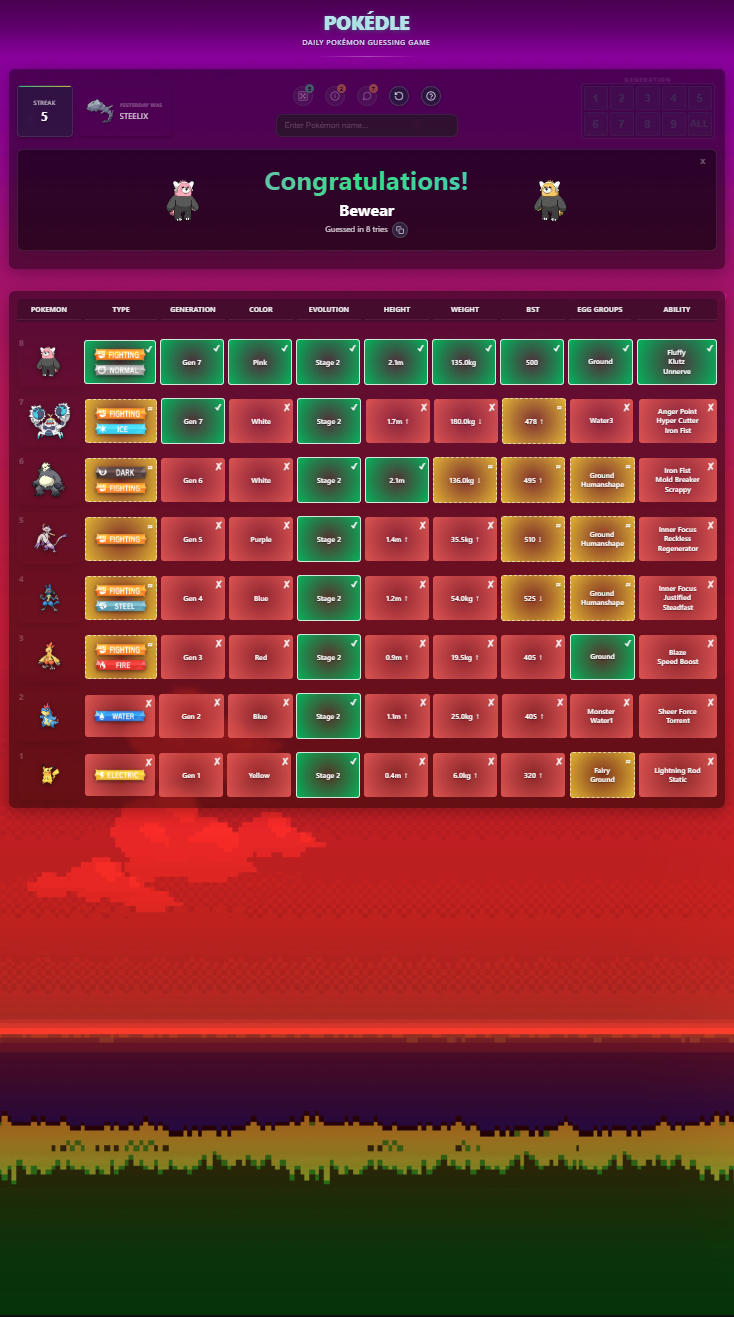 POKÉDLE
DAILY POKÉMON GUESSING GAME
STREAK
5
YESTERDAY WAS
STEELIX
Enter Pokémon name...
GENERATION
1 2 3 4 5
6 7 8 9 ALL
x
Congratulations!
Bewear
Guessed in 8 tries
POKEMON TYPE GENERATION COLOR EVOLUTION HEIGHT WEIGHT BST EGG GROUPS ABILITY
8
FIGHTING
NORMAL
✓
Gen 7 ✓
Pink ✓
Stage 2 ✓
2.1m ✓
135.0kg ✓
500 ✓
Ground ✓
Fluffy
Klutz
Unnerve
✓
7
FIGHTING
ICE
≈
Gen 7 ✓
White ✗
Stage 2 ✓
1.7m ↑ ✗
180.0kg ↓ ✗
478 ↑ ≈
Water3 ✗
Anger Point
Hyper Cutter
Iron Fist
✗
6
DARK
FIGHTING
≈
Gen 6 ✗
White ✗
Stage 2 ✓
2.1m ✓
136.0kg ↓ ≈
495 ↑ ≈
Ground
Humanshape
≈
Iron Fist
Mold Breaker
Scrappy
✗
5
FIGHTING
≈
Gen 5 ✗
Purple ✗
Stage 2 ✓
1.4m ↑ ✗
35.5kg ↑ ✗
510 ↓ ≈
Ground
Humanshape
≈
Inner Focus
Reckless
Regenerator
✗
4
FIGHTING
STEEL
≈
Gen 4 ✗
Blue ✗
Stage 2 ✓
1.2m ↑ ✗
54.0kg ↑ ✗
525 ↓ ≈
Ground
Humanshape
≈
Inner Focus
Justified
Steadfast
✗
3
FIGHTING
FIRE
≈
Gen 3 ✗
Red ✗
Stage 2 ✓
0.9m ↑ ✗
19.5kg ↑ ✗
405 ↑ ✗
Ground ✓
Blaze
Speed Boost
✗
2
WATER
✗
Gen 2 ✗
Blue ✗
Stage 2 ✓
1.1m ↑ ✗
25.0kg ↑ ✗
405 ↑ ✗
Monster
Water1
✗
Sheer Force
Torrent
✗
1
ELECTRIC
✗
Gen 1 ✗
Yellow ✗
Stage 2 ✓
0.4m ↑ ✗
6.0kg ↑ ✗
320 ↑ ✗
Fairy
Ground
≈
Lightning Rod
Static
✗